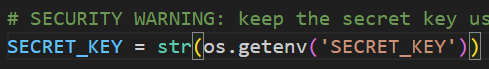 # SECURITY WARNING: keep the secret key us
SECRET_KEY = str(os.getenv('SECRET_KEY'))